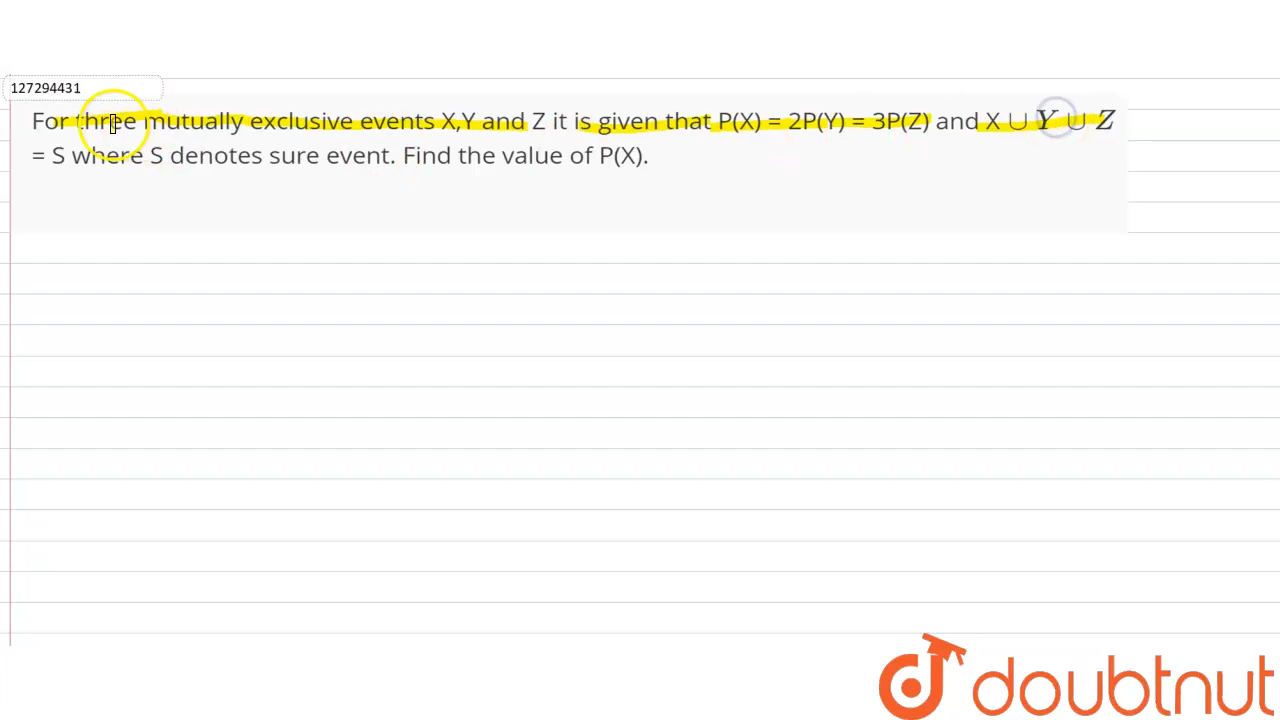 127294431
For three mutually exclusive events X,Y and Z it is given that P(X) = 2P(Y) = 3P(Z) and X ∪ Y ∪ Z
= S where S denotes sure event. Find the value of P(X).
doubtnut